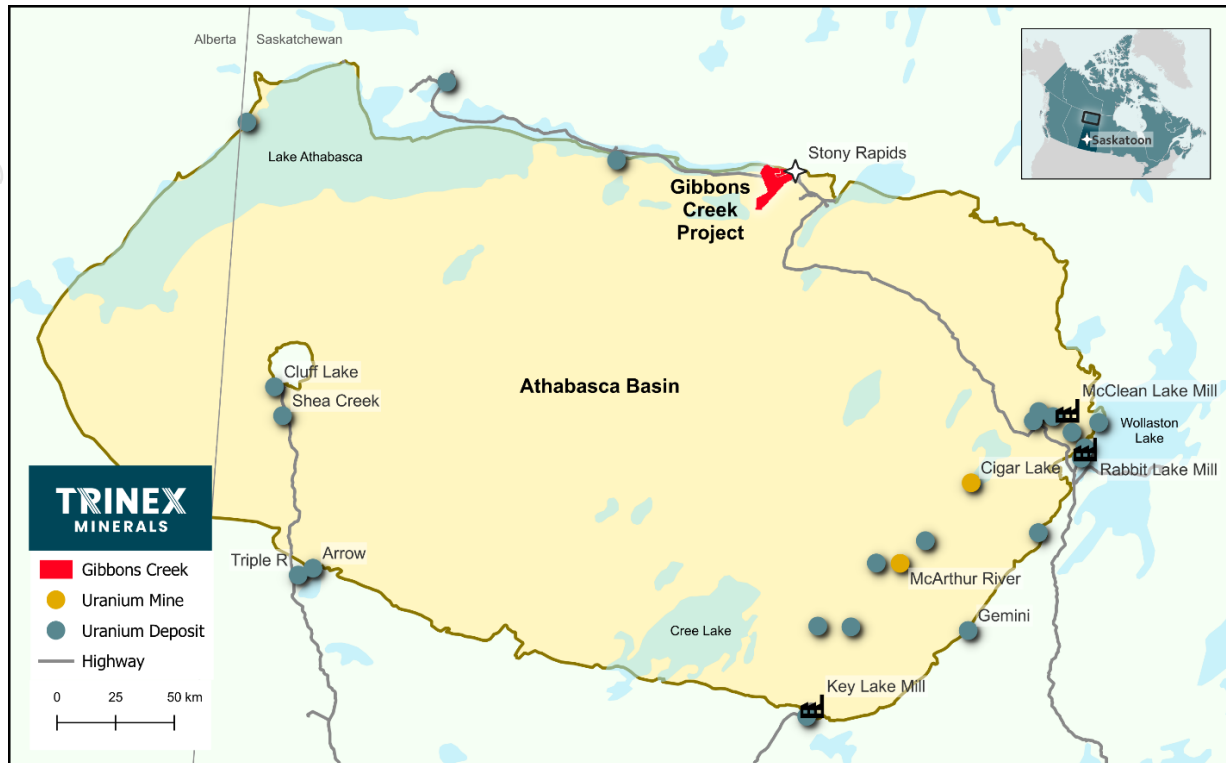 Alberta
Saskatchewan
Saskatoon
Lake Athabasca
Stony Rapids
Gibbons
Creek
Project
Cluff Lake
Shea Creek
Athabasca Basin
McClean Lake Mill
Wollaston
Lake
Cigar Lake
Rabbit Lake Mill
Triple R
Arrow
McArthur River
Gemini
Cree Lake
Key Lake Mill
TRINEX
MINERALS
Gibbons Creek
Uranium Mine
Uranium Deposit
Highway
0 25 50 km